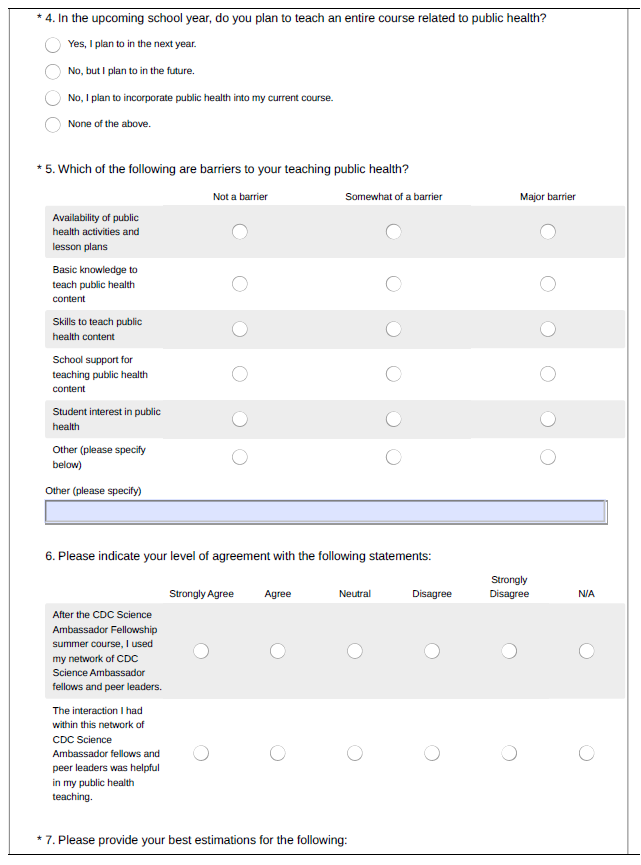 * 4. In the upcoming school year, do you plan to teach an entire course related to public health?
Yes, I plan to in the next year.
No, but I plan to in the future.
No, I plan to incorporate public health into my current course.
None of the above.
* 5. Which of the following are barriers to your teaching public health?
Not a barrier Somewhat of a barrier Major barrier
Availability of public
health activities and
lesson plans
Basic knowledge to
teach public health
content
Skills to teach public
health content
School support for
teaching public health
content
Student interest in public
health
Other (please specify
below)
Other (please specify)
6. Please indicate your level of agreement with the following statements:
Strongly Agree Agree Neutral Disagree Strongly
Disagree N/A
After the CDC Science
Ambassador Fellowship
summer course, I used
my network of CDC
Science Ambassador
fellows and peer leaders.
The interaction I had
within this network of
CDC Science
Ambassador fellows and
peer leaders was helpful
in my public health
teaching.
* 7. Please provide your best estimations for the following: